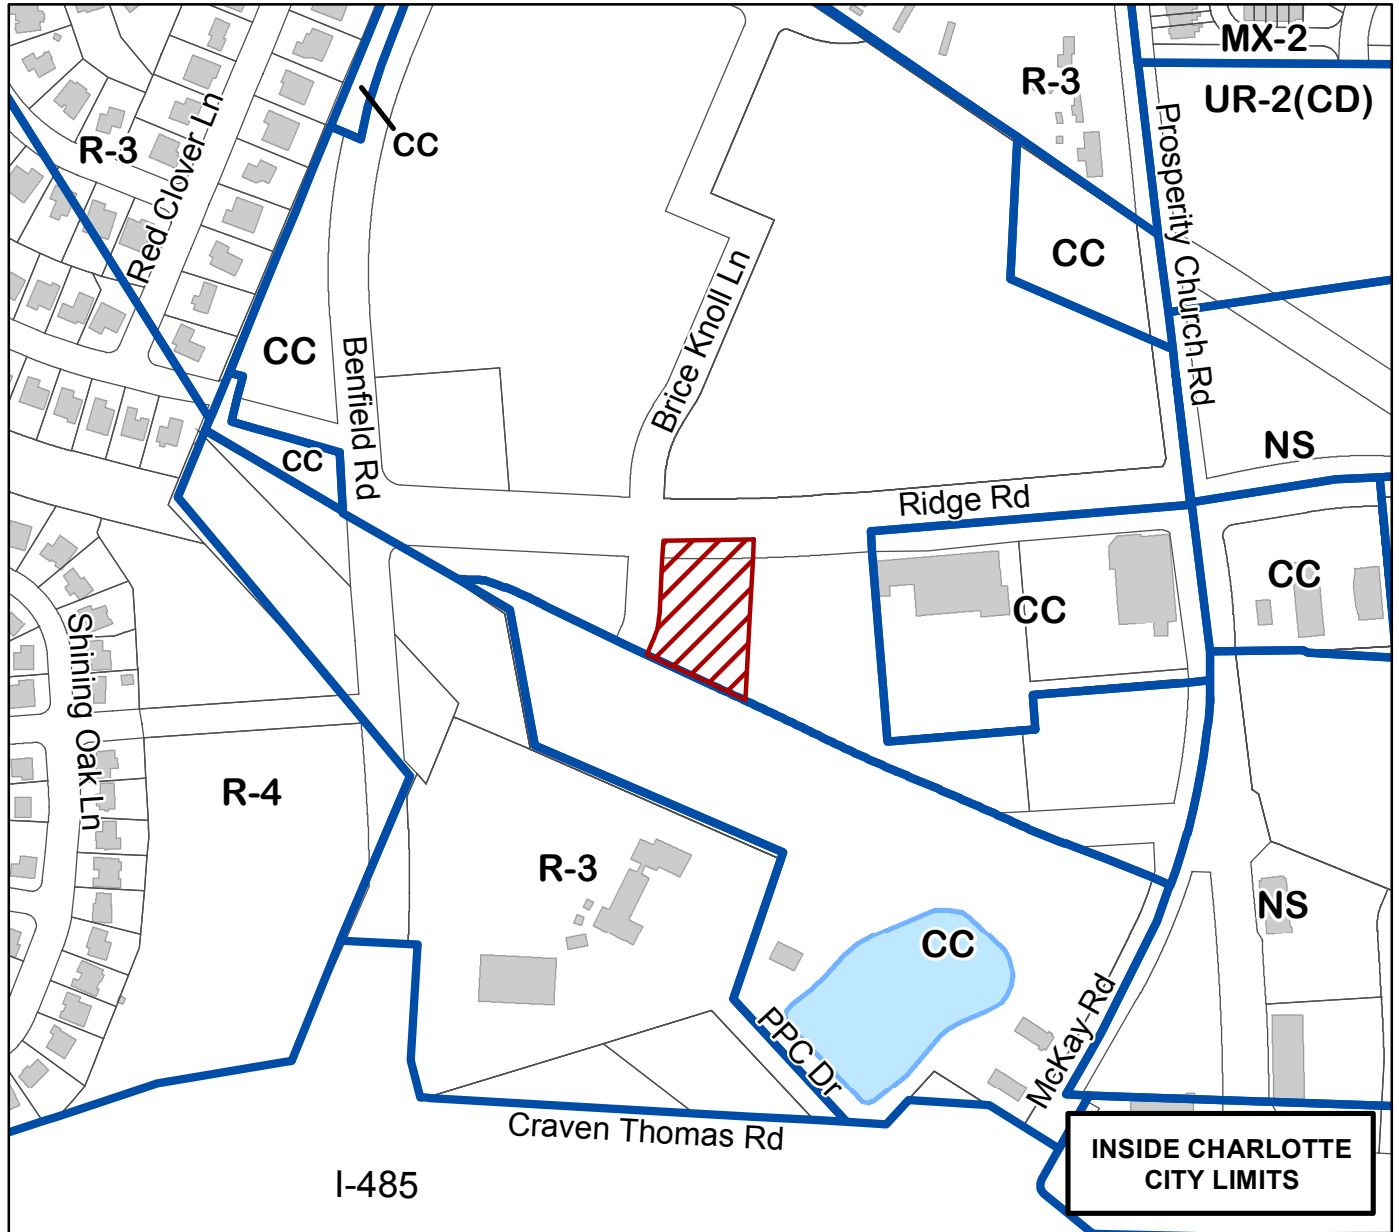 MX-2
R-3
UR-2(CD)
CC
R-3
Red Clover Ln
Prosperity Church Rd
CC
Brice Knoll Ln
CC
Benfield Rd
NS
CC
Ridge Rd
CC
CC
Shining Oak Ln
R-4
R-3
NS
CC
PPC Dr
McKay Rd
Craven Thomas Rd
INSIDE CHARLOTTE
CITY LIMITS
I-485